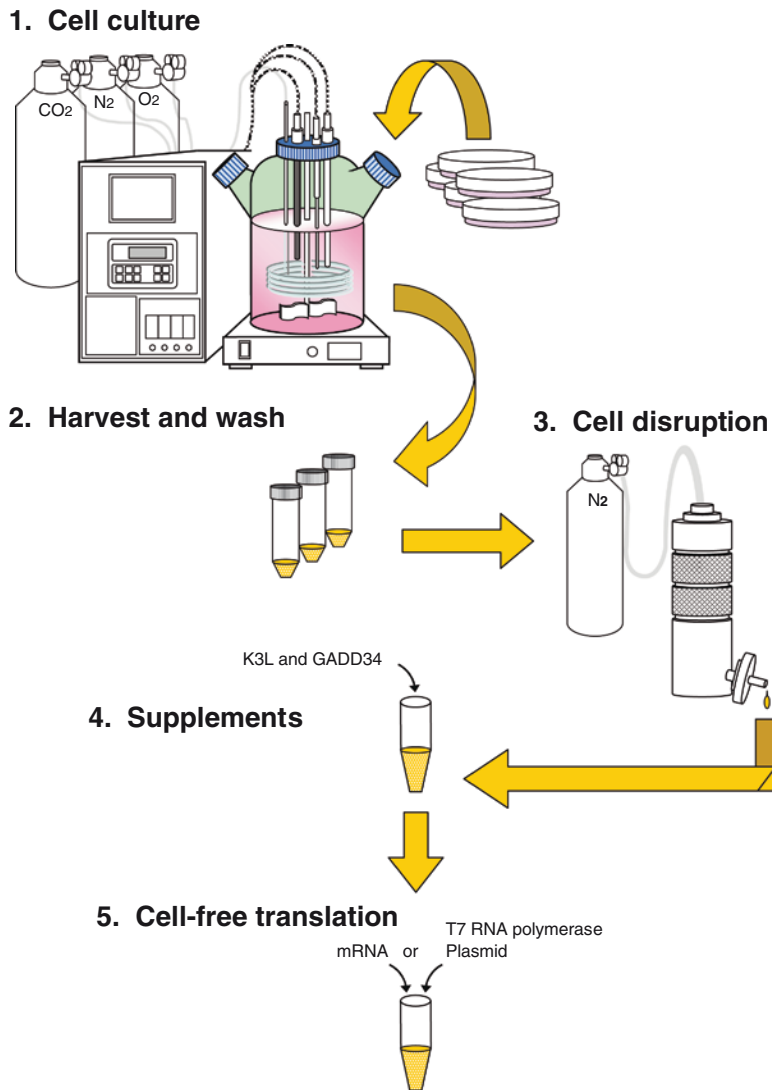 1. Cell culture
CO2 N2 O2
2. Harvest and wash
3. Cell disruption
N2
K3L and GADD34
4. Supplements
5. Cell-free translation
T7 RNA polymerase
mRNA or Plasmid